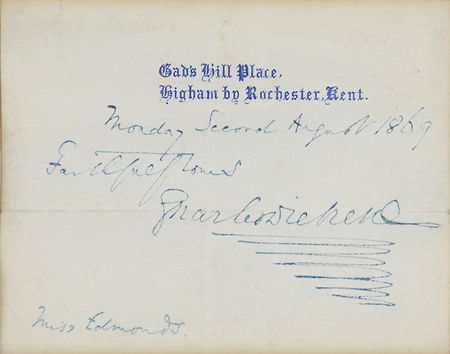 Gad's Hill Place,
Higham by Rochester, Kent.
Monday Second August 1869
Faithfully Yours
Charles Dickens
Miss Edmonds.